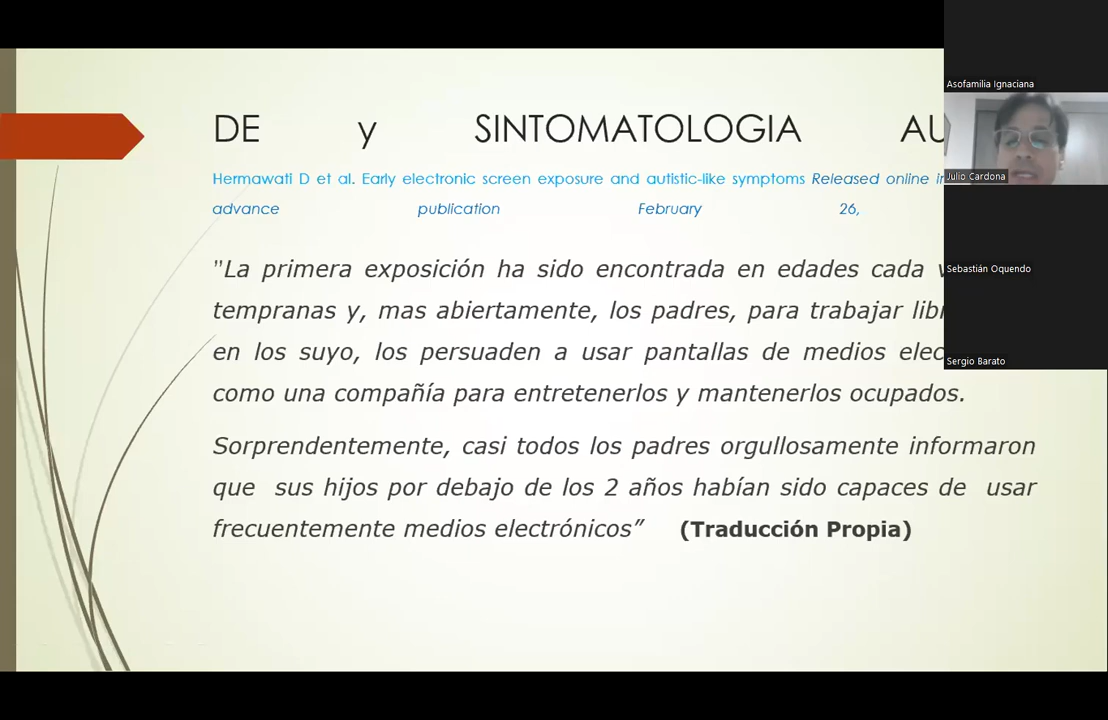 DE y SINTOMATOLOGIA AU
Hermawati D et al. Early electronic screen exposure and autistic-like symptoms Released online in
advance publication February 26,
"La primera exposición ha sido encontrada en edades cada v
tempranas y, mas abiertamente, los padres, para trabajar lib
en los suyo, los persuaden a usar pantallas de medios elec
como una compañía para entretenerlos y mantenerlos ocupados.
Sorprendentemente, casi todos los padres orgullosamente informaron
que sus hijos por debajo de los 2 años habían sido capaces de usar
frecuentemente medios electrónicos” (Traducción Propia)
Asofamilia Ignaciana
Julio Cardona
Sebastián Oquendo
Sergio Barato